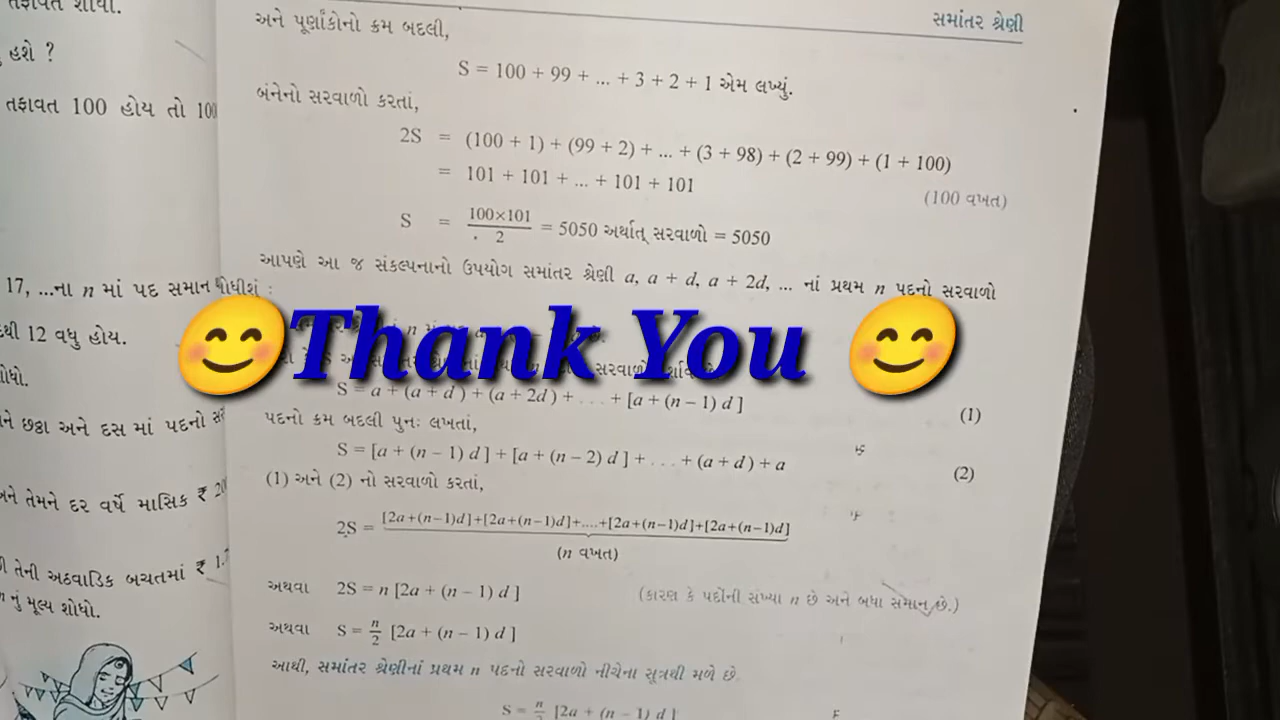 તફાવત શોધો.
હશે ?
તફાવત 100 હોય તો 100
17, ...ના n માં પદ સમાન
12 વધુ હોય.
છઠ્ઠા અને દસ માં પદનો
તેમને દર વર્ષે માસિક ₹
તેની અઠવાડિક બચતમાં ₹ 1.
નું મૂલ્ય શોધો.
સમાંતર શ્રેણી
અને પૂર્ણાંકોનો ક્રમ બદલી,
S = 100 + 99 + ... + 3 + 2 + 1 એમ લખ્યું.
બંનેનો સરવાળો કરતાં,
2S = (100 + 1) + (99 + 2) + ... + (3 + 98) + (2 + 99) + (1 + 100)
= 101 + 101 + ... + 101 + 101 (100 વખત)
S = 100×101/2 = 5050 અર્થાત્ સરવાળો = 5050
આપણે આ જ સંકલ્પનાનો ઉપયોગ સમાંતર શ્રેણી a, a + d, a + 2d, ... નાં પ્રથમ n પદનો સરવાળો
શોધીશું :
😊Thank You 😊
S = a + (a + d ) + (a + 2d ) + . . . + [a + (n – 1) d ] (1)
પદનો ક્રમ બદલી પુનઃ લખતાં,
S = [a + (n – 1) d ] + [a + (n – 2) d ] + . . . + (a + d ) + a (2)
(1) અને (2) નો સરવાળો કરતાં,
2S = [2a+(n–1)d]+[2a+(n–1)d]+....+[2a+(n–1)d]+[2a+(n–1)d]
(n વખત)
અથવા 2S = n [2a + (n – 1) d ] (કારણ કે પદોની સંખ્યા n છે અને બધા સમાન છે.)
અથવા S = n/2 [2a + (n – 1) d ]
આથી, સમાંતર શ્રેણીનાં પ્રથમ n પદનો સરવાળો નીચેના સૂત્રથી મળે છે.
S = n/2 [2a + (n – 1) d]